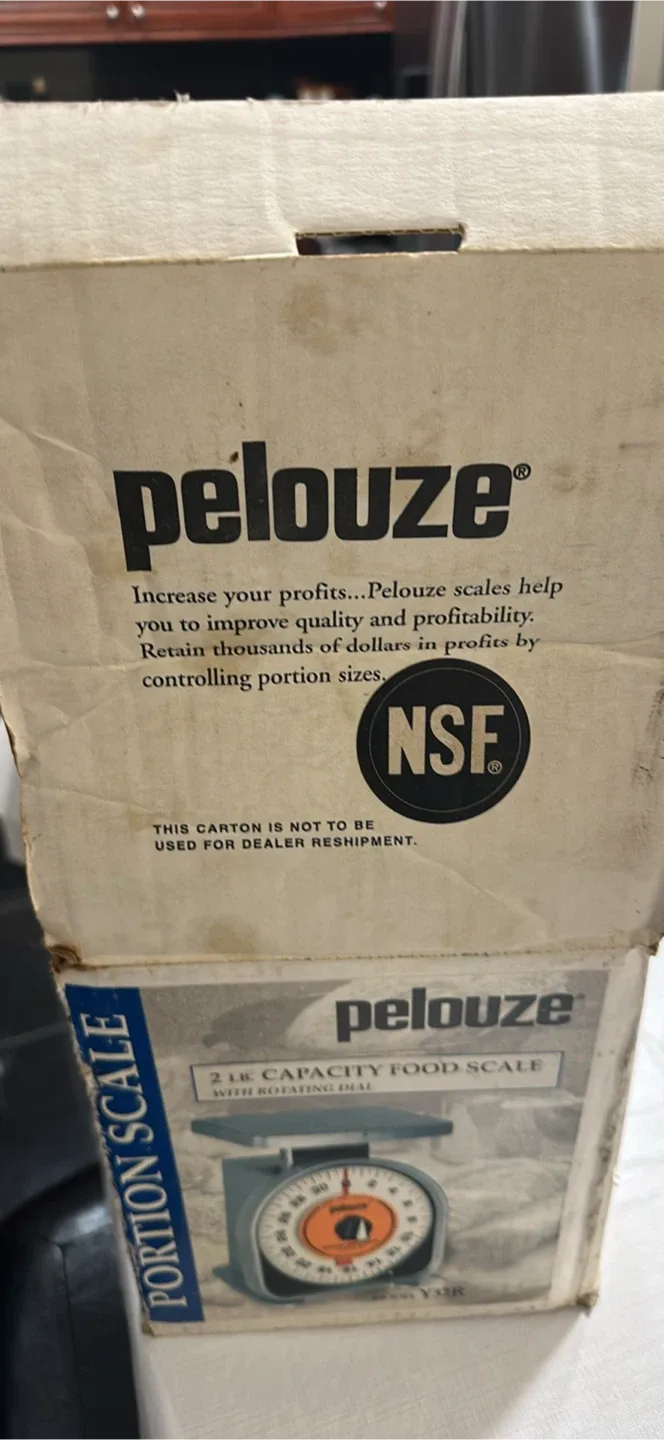 pelouze®
Increase your profits...Pelouze scales help
you to improve quality and profitability.
Retain thousands of dollars in profits by
controlling portion sizes.
NSF®
THIS CARTON IS NOT TO BE
USED FOR DEALER RESHIPMENT.
pelouze
PORTION SCALE
2 LB. CAPACITY FOOD SCALE
WITH ROTATING DIAL
pelouze
Y32R